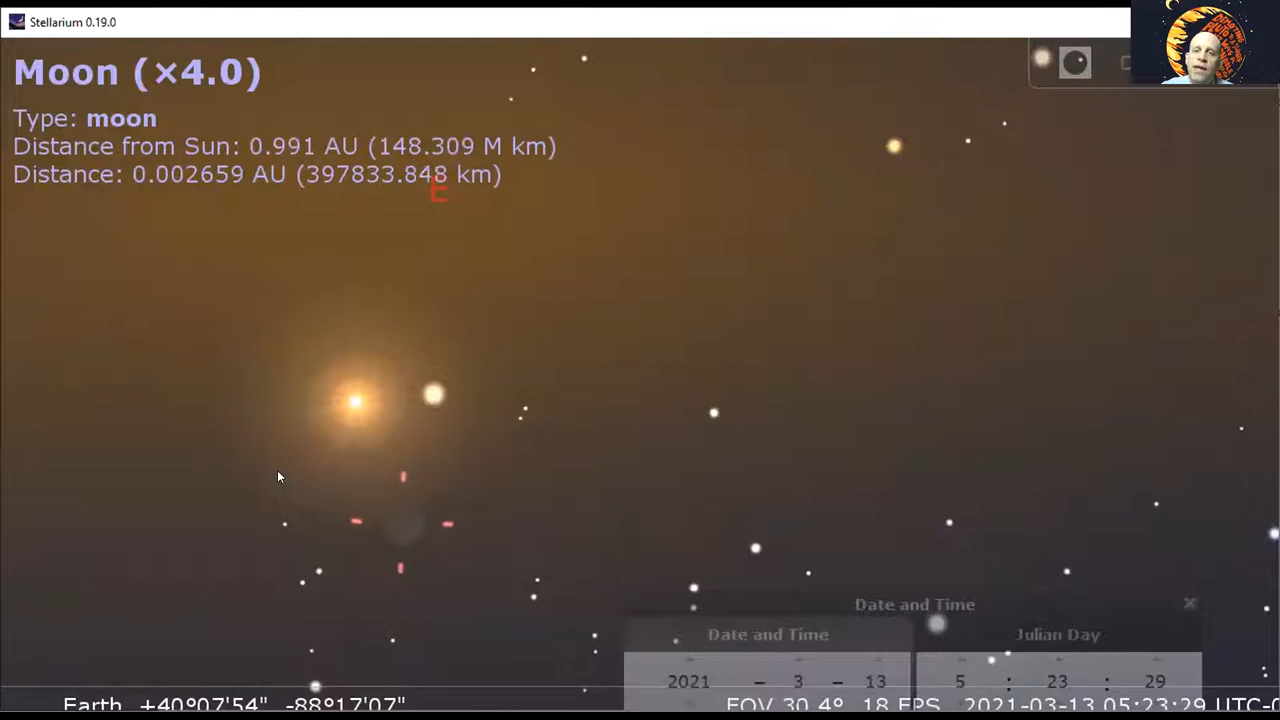 Stellarium 0.19.0
Moon (×4.0)
Type: moon
Distance from Sun: 0.991 AU (148.309 M km)
Distance: 0.002659 AU (397833.848 km)
E
Date and Time
Date and Time
Julian Day
2021 - 3 - 13 5 : 23 : 29
Earth, +40°07'54", -88°17'07"
FOV 30.4° 18 FPS 2021-03-13 05:23:29